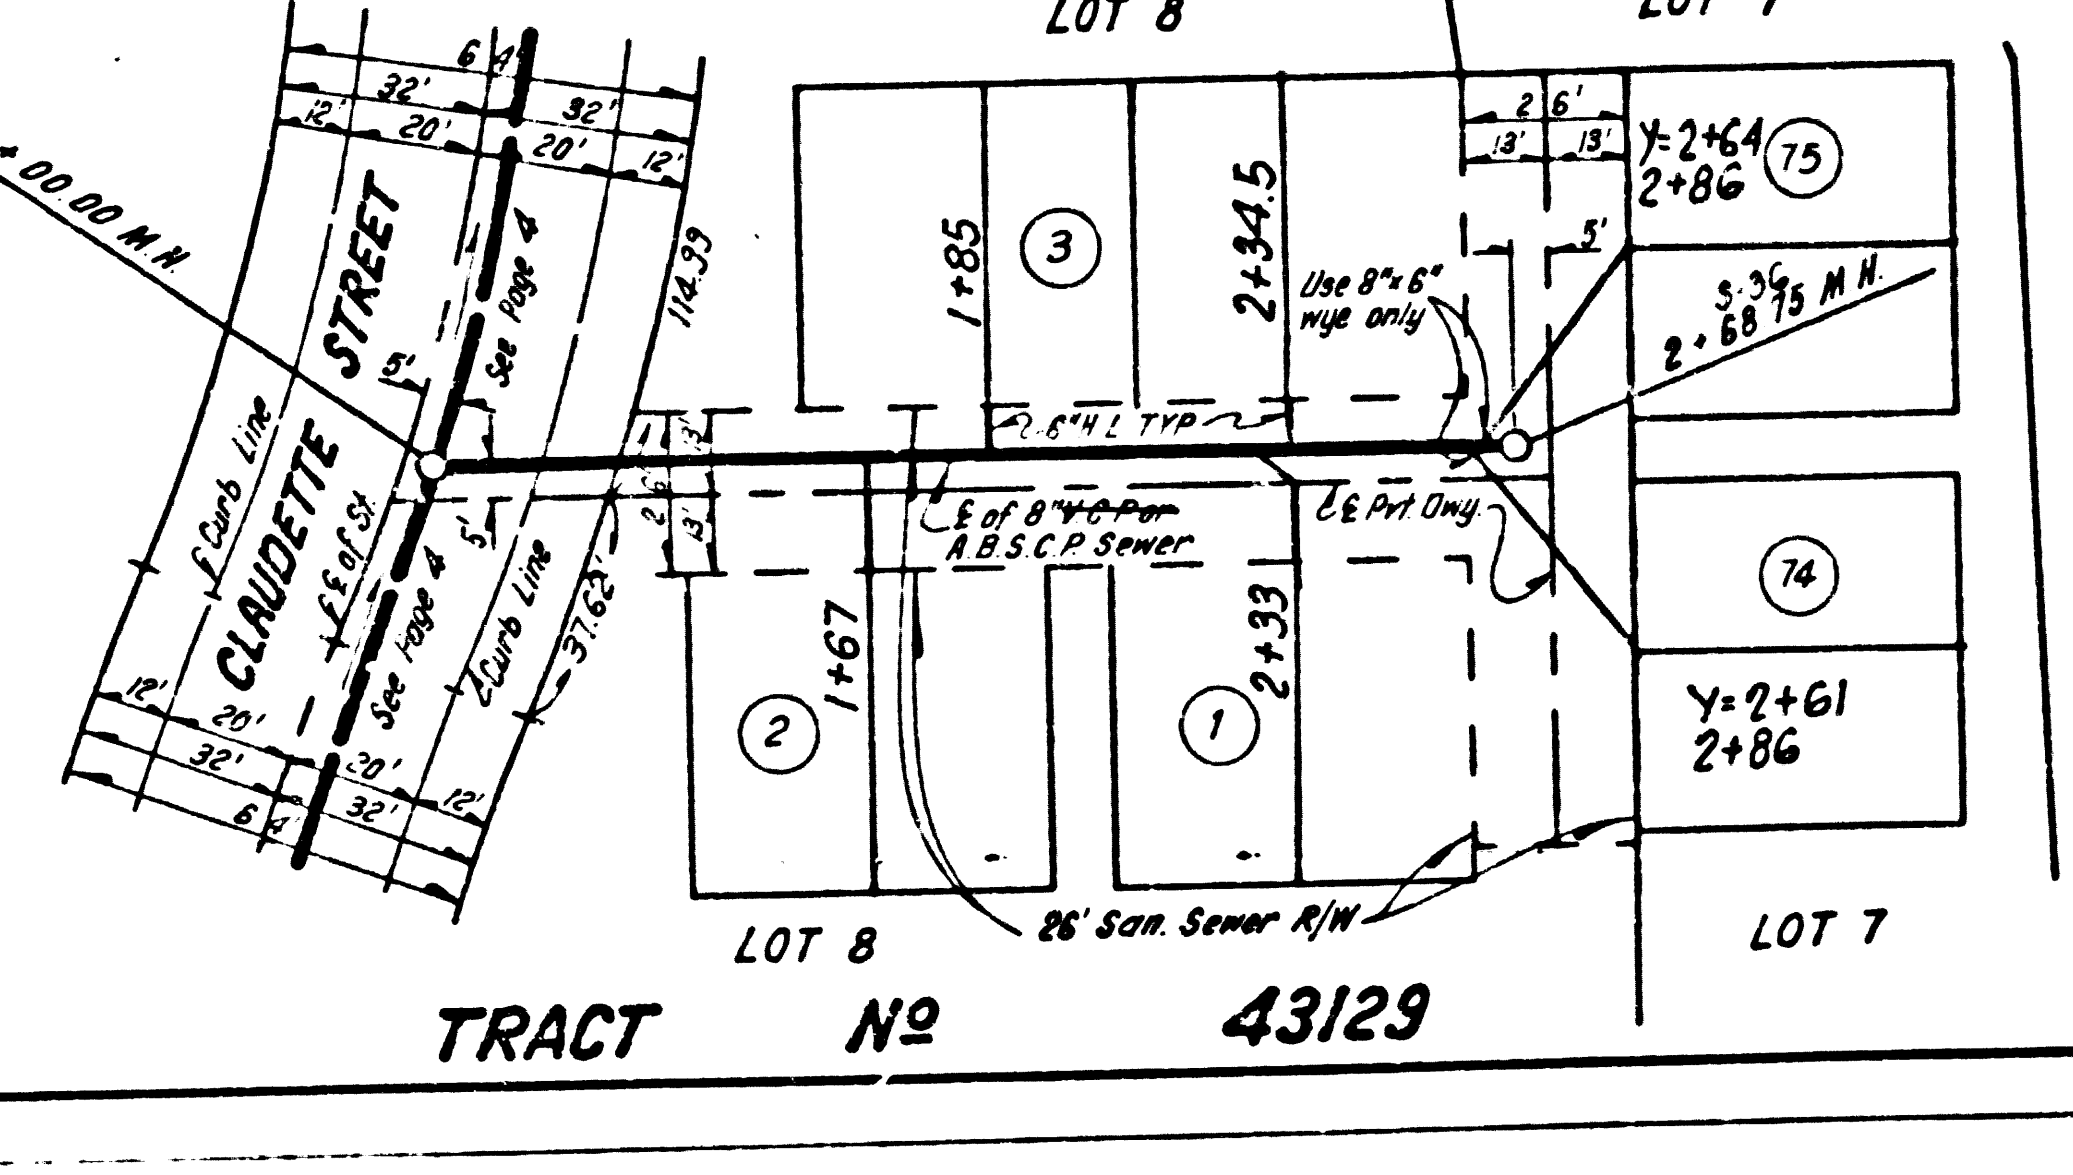 LOT 8
LOT 7
6 4'
32'
32'
12'
20'
20'
12'
00.00 M.H.
STREET
See Page 4
114.99
5'
1+85
3
2+34.5
Use 8"x 6"
wye only
2 6'
13'
13'
Y=2+64
2+86
75
5'
S-36
2+68.75 M.H.
6" H L TYP
℄ Curb Line
CLAUDETTE
℄ of St.
5'
2 6'
13'
13'
℄ of 8" V C P or
A.B.S.C.P. Sewer
℄ Prt. Dwy.
74
See Page 4
℄ Curb Line
37.62'
1+67
2
2+33
1
Y=2+61
2+86
12'
20'
32'
20'
6 4'
32'
12'
26' San. Sewer R/W
LOT 8
LOT 7
TRACT Nº 43129